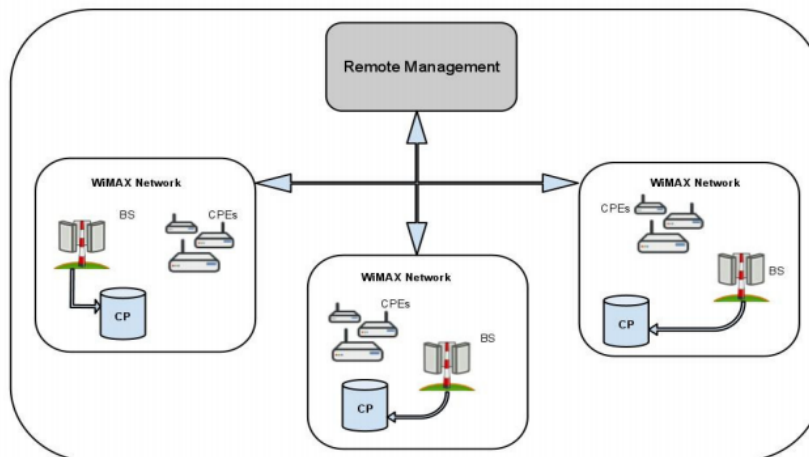 Remote Management
WiMAX Network
BS
CPEs
CP
WiMAX Network
CPEs
BS
CP
WiMAX Network
CPEs
BS
CP